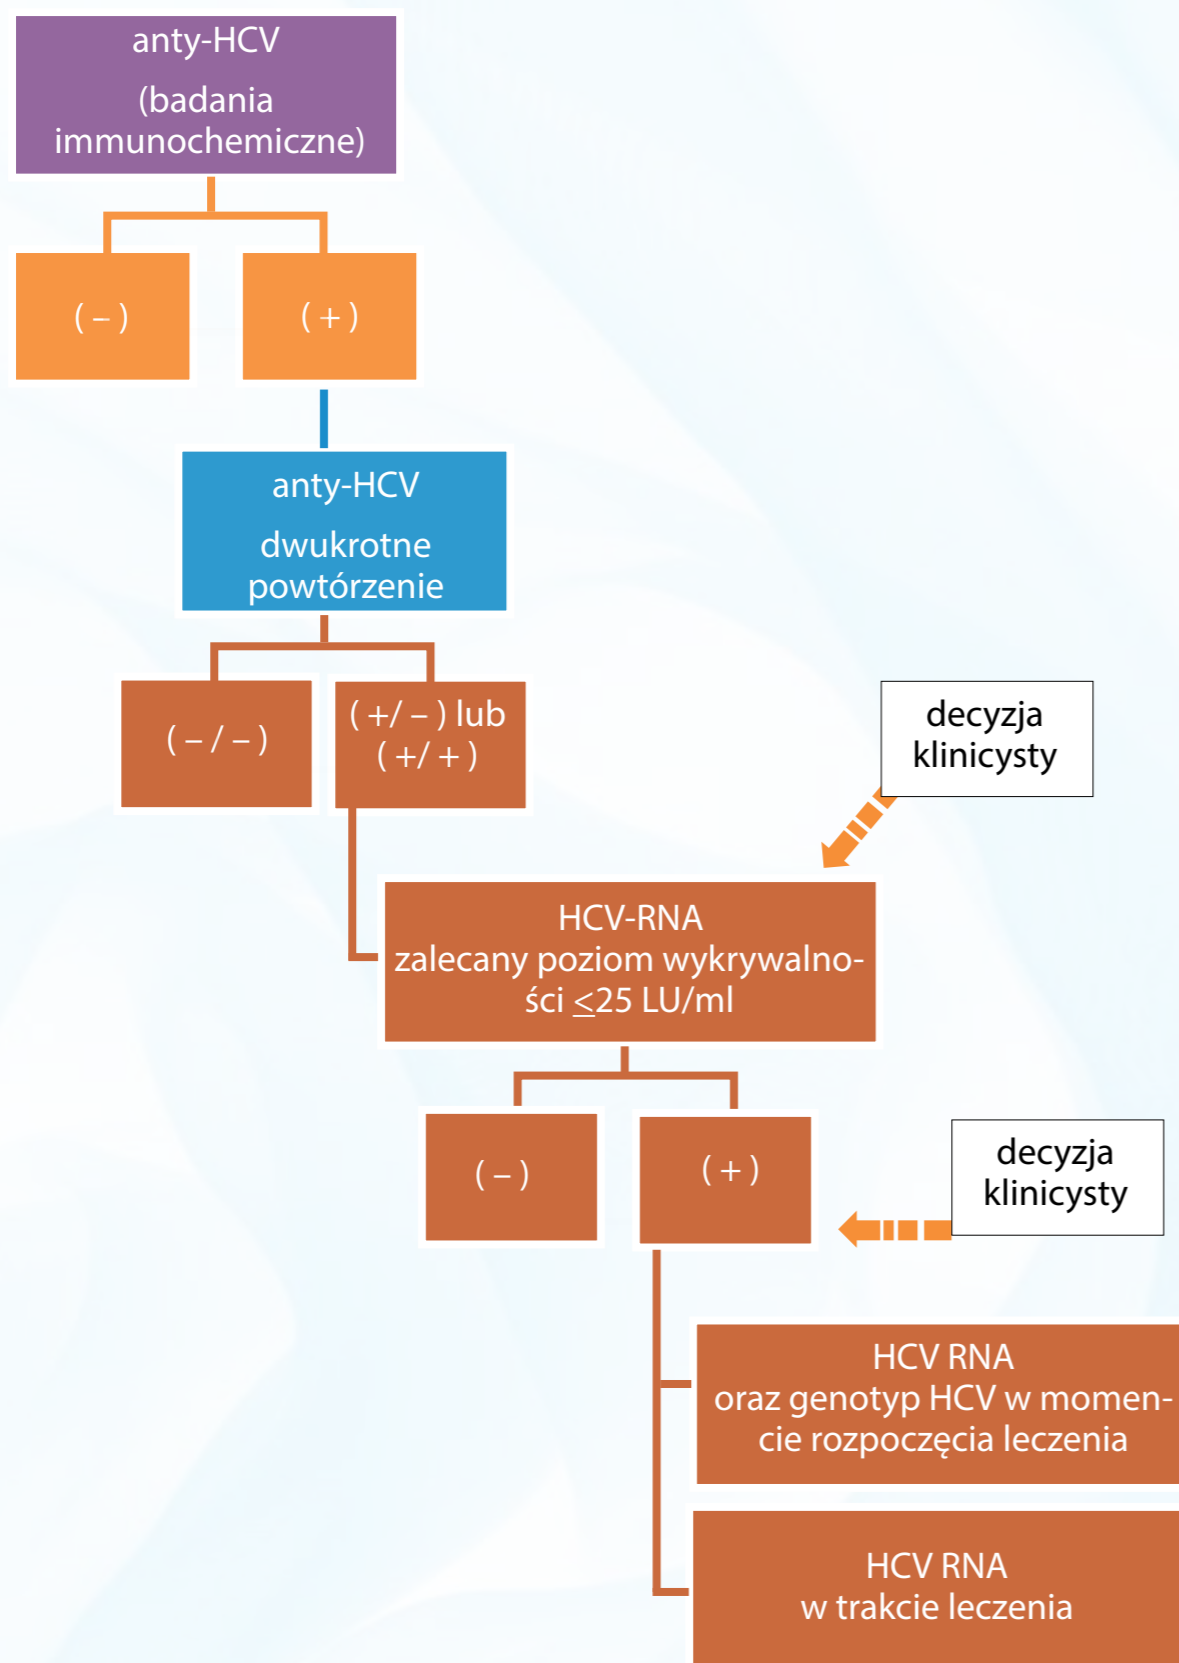 anty-HCV
(badania
immunochemiczne)
( – )
( + )
anty-HCV
dwukrotne
powtórzenie
( – / – )
( +/ – ) lub
( +/ + )
decyzja
klinicysty
HCV-RNA
zalecany poziom wykrywalno-
ści ≤25 LU/ml
( – )
( + )
decyzja
klinicysty
HCV RNA
oraz genotyp HCV w momen-
cie rozpoczęcia leczenia
HCV RNA
w trakcie leczenia